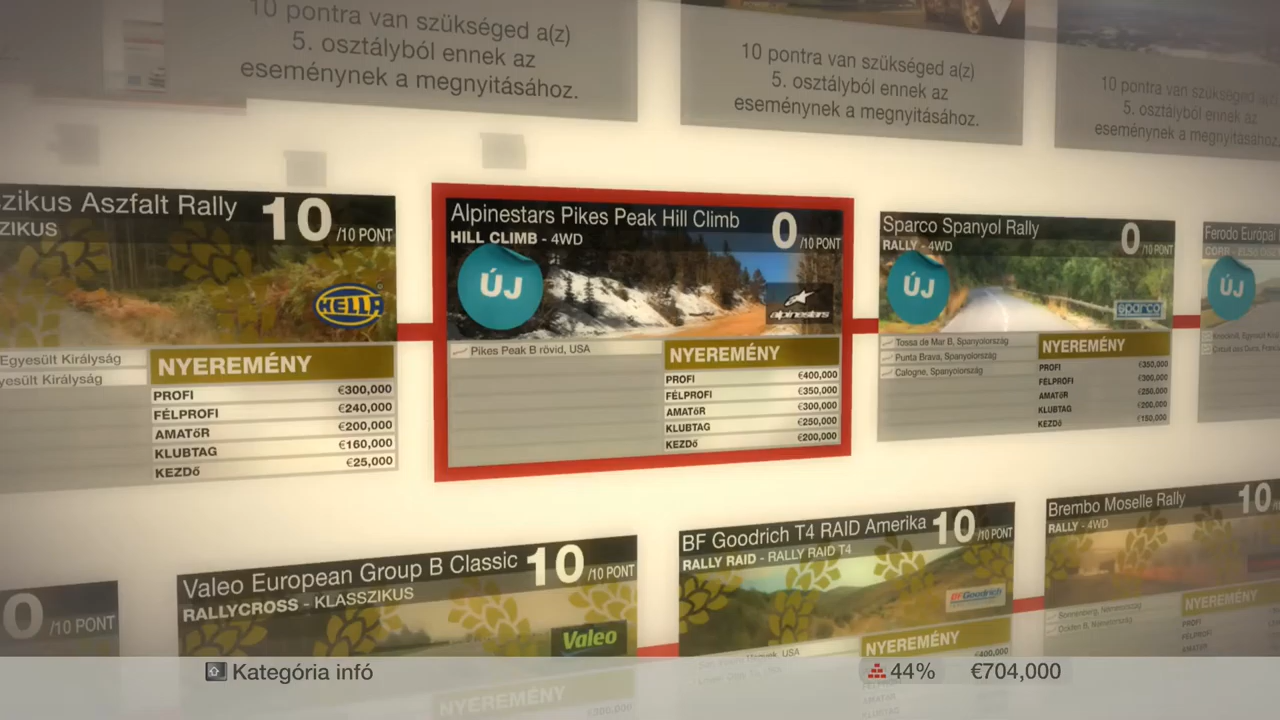 10 pontra van szükséged a(z)
5. osztályból ennek az
eseménynek a megnyitásához.
10 pontra van szükséged a(z)
5. osztályból ennek az
eseménynek a megnyitásához.
10 pontra van szükséged a(z)
5. osztályból ennek az
eseménynek a megnyitásához.
zikus Aszfalt Rally
10 /10 PONT
ZIKUS
HELLA
Egyesült Királyság
yesült Királyság
NYEREMÉNY
PROFI €300,000
FÉLPROFI €240,000
AMATőR €200,000
KLUBTAG €160,000
KEZDő €25,000
Alpinestars Pikes Peak Hill Climb
0 /10 PONT
HILL CLIMB - 4WD
ÚJ
alpinestars
Pikes Peak B rövid, USA
NYEREMÉNY
PROFI €400,000
FÉLPROFI €350,000
AMATőR €300,000
KLUBTAG €250,000
KEZDő €200,000
Sparco Spanyol Rally
0 /10 PONT
RALLY - 4WD
ÚJ
sparco
Tossa de Mar B, Spanyolország
Punta Brava, Spanyolország
Calogne, Spanyolország
NYEREMÉNY
PROFI €350,000
FÉLPROFI €300,000
AMATőR €250,000
KLUBTAG €200,000
KEZDő €150,000
Ferodo Európai
ÚJ
0 /10 PONT
Valeo European Group B Classic
10 /10 PONT
RALLYCROSS - KLASSZIKUS
Valeo
NYEREMÉNY
BF Goodrich T4 RAID Amerika
10 /10 PONT
RALLY RAID - RALLY RAID T4
BFGoodrich
USA
NYEREMÉNY
€400,000
Brembo Moselle Rally
10
RALLY - 4WD
NYEREMÉNY
Kategória infó
44%
€704,000